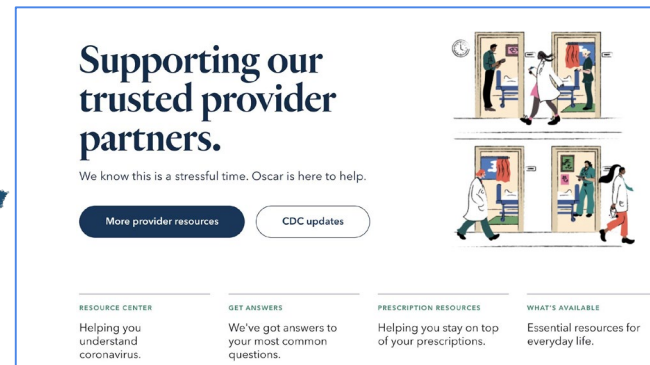 Supporting our
trusted provider
partners.
We know this is a stressful time. Oscar is here to help.
More provider resources
CDC updates
RESOURCE CENTER
Helping you
understand
coronavirus.
GET ANSWERS
We've got answers to
your most common
questions.
PRESCRIPTION RESOURCES
Helping you stay on top
of your prescriptions.
WHAT'S AVAILABLE
Essential resources for
everyday life.